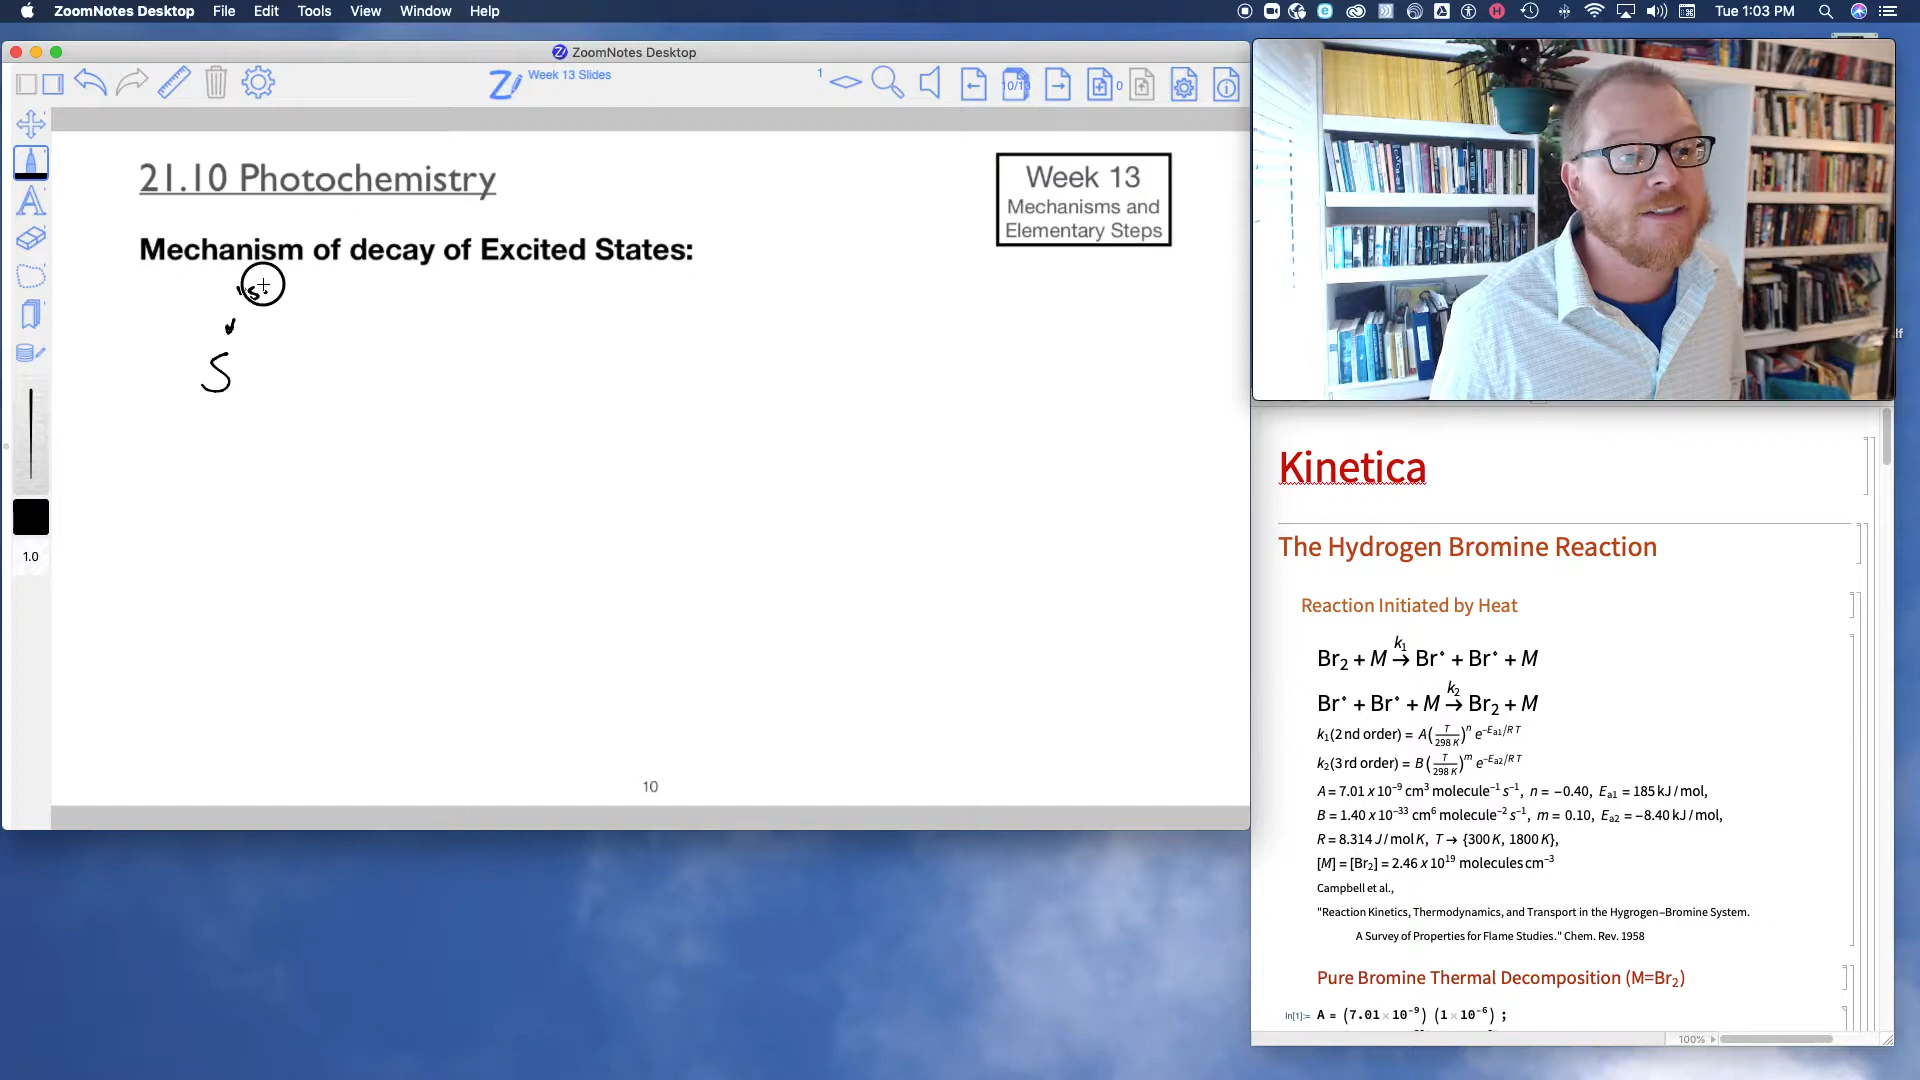 ZoomNotes Desktop File Edit Tools View Window Help
Tue 1:03 PM
ZoomNotes Desktop
Week 13 Slides
1
10/13
0
21.10 Photochemistry
Week 13
Mechanisms and
Elementary Steps
Mechanism of decay of Excited States:
S
1.0
10
Kinetica
The Hydrogen Bromine Reaction
Reaction Initiated by Heat
Br₂ + M →k₁ Br• + Br• + M
Br• + Br• + M →k₂ Br₂ + M
k₁(2nd order) = A(T/298 K)ⁿ e^(−Ea1/R T)
k₂(3rd order) = B(T/298 K)ᵐ e^(−Ea2/R T)
A = 7.01 x 10⁻⁹ cm³ molecule⁻¹ s⁻¹, n = −0.40, Ea1 = 185 kJ/mol,
B = 1.40 x 10⁻³³ cm⁶ molecule⁻² s⁻¹, m = 0.10, Ea2 = −8.40 kJ/mol,
R = 8.314 J/mol K, T → {300 K, 1800 K},
[M] = [Br₂] = 2.46 x 10¹⁹ molecules cm⁻³
Campbell et al.,
"Reaction Kinetics, Thermodynamics, and Transport in the Hygrogen–Bromine System.
A Survey of Properties for Flame Studies." Chem. Rev. 1958
Pure Bromine Thermal Decomposition (M=Br₂)
In[1]:= A = (7.01×10⁻⁹) (1×10⁻⁶) ;
100%